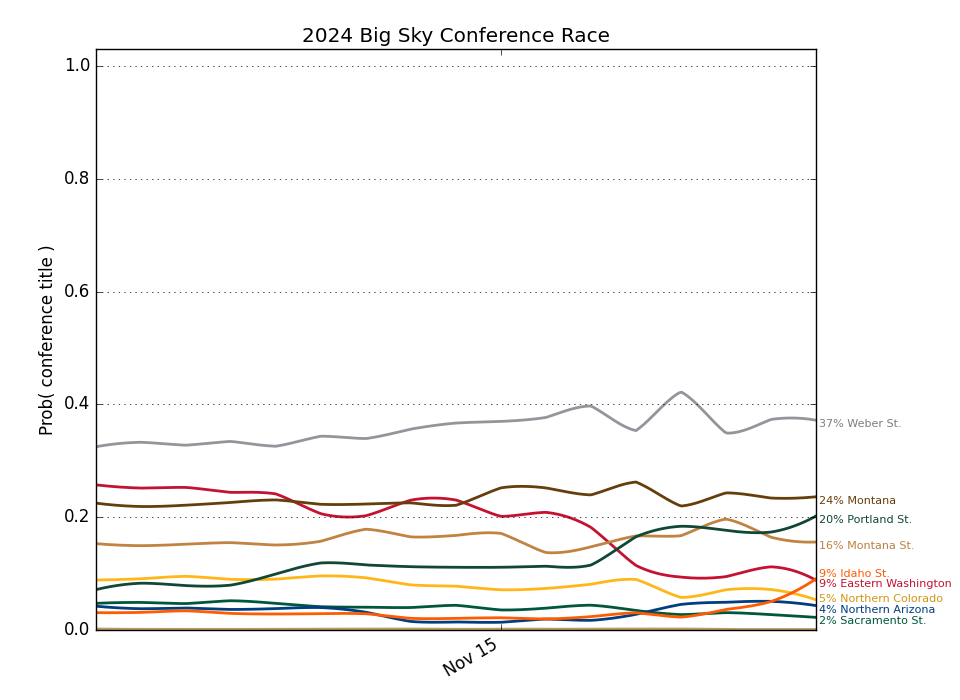 2024 Big Sky Conference Race
Prob( conference title )
1.0
0.8
0.6
0.4
0.2
0.0
Nov 15
37% Weber St.
24% Montana
20% Portland St.
16% Montana St.
9% Idaho St.
9% Eastern Washington
5% Northern Colorado
4% Northern Arizona
2% Sacramento St.